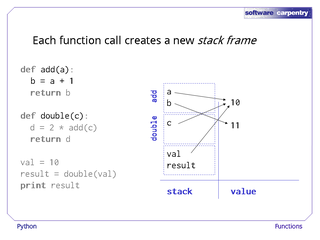 software carpentry
Each function call creates a new stack frame
def add(a):
b = a + 1
return b
def double(c):
d = 2 * add(c)
return d
val = 10
result = double(val)
print result
add
a
b
10
double
c
11
val
result
stack value
Python
Functions